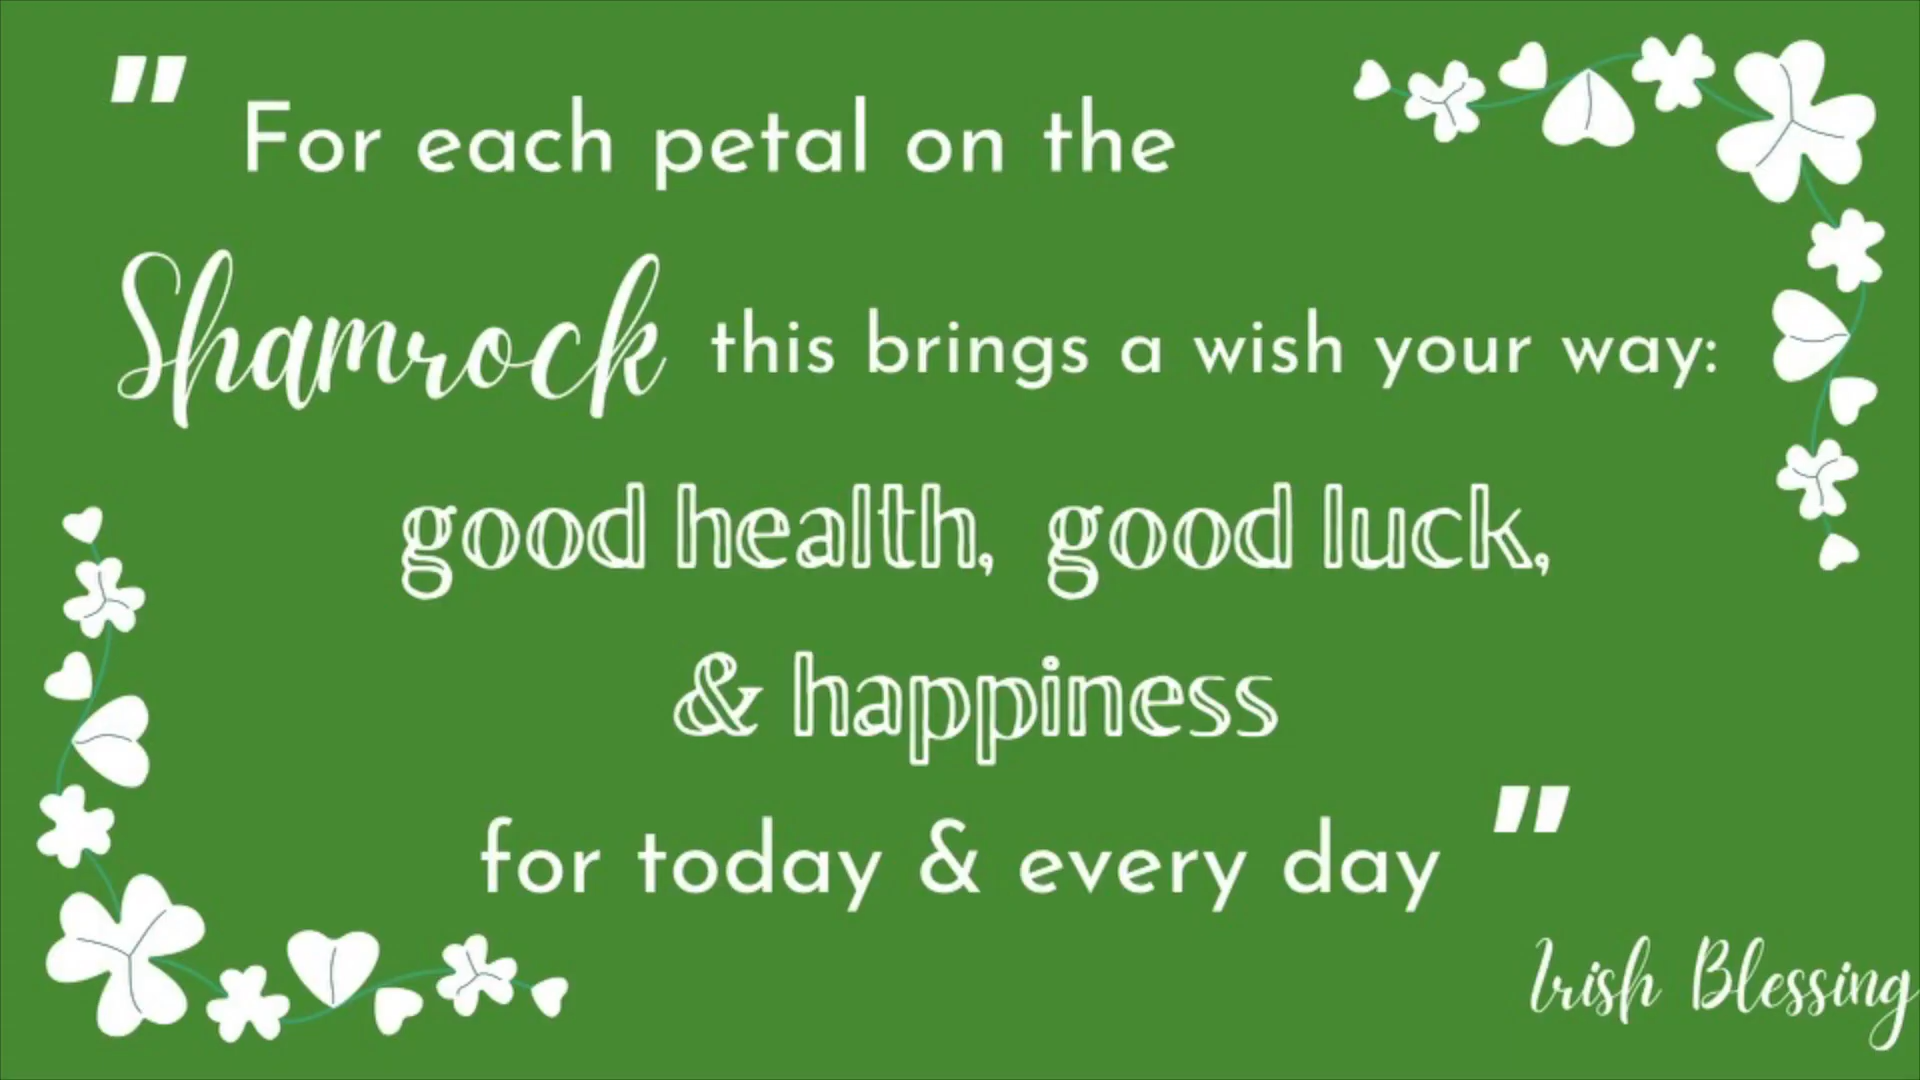 " For each petal on the
Shamrock this brings a wish your way:
good health, good luck,
& happiness
for today & every day "
Irish Blessing